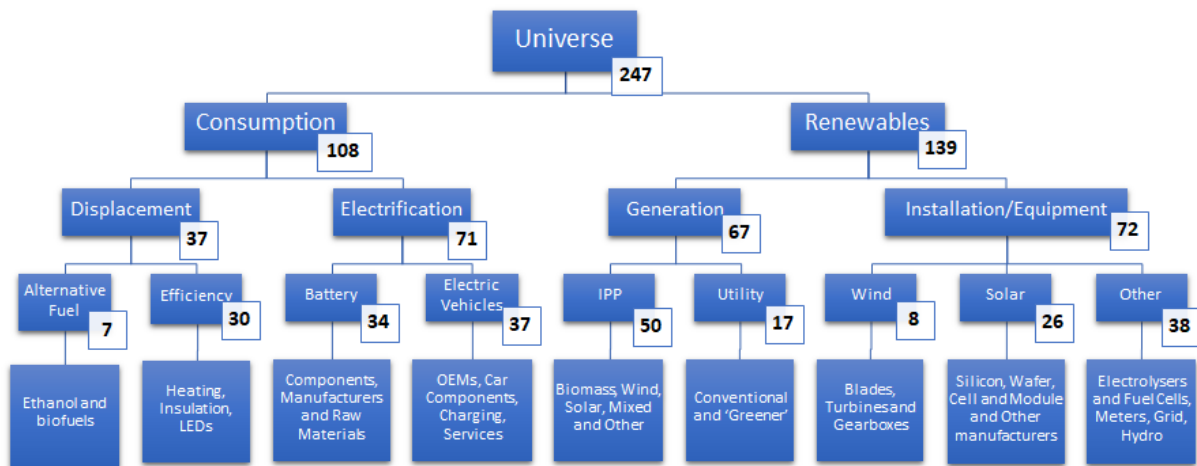 Universe
247
Consumption
108
Renewables
139
Displacement
37
Electrification
71
Generation
67
Installation/Equipment
72
Alternative
Fuel
7
Efficiency
30
Battery
34
Electric
Vehicles
37
IPP
50
Utility
17
Wind
8
Solar
26
Other
38
Ethanol and
biofuels
Heating,
Insulation,
LEDs
Components,
Manufacturers
and Raw
Materials
OEMs, Car
Components,
Charging,
Services
Biomass, Wind,
Solar, Mixed
and Other
Conventional
and ‘Greener’
Blades,
Turbines and
Gearboxes
Silicon, Wafer,
Cell and Module
and Other
manufacturers
Electrolysers
and Fuel Cells,
Meters, Grid,
Hydro